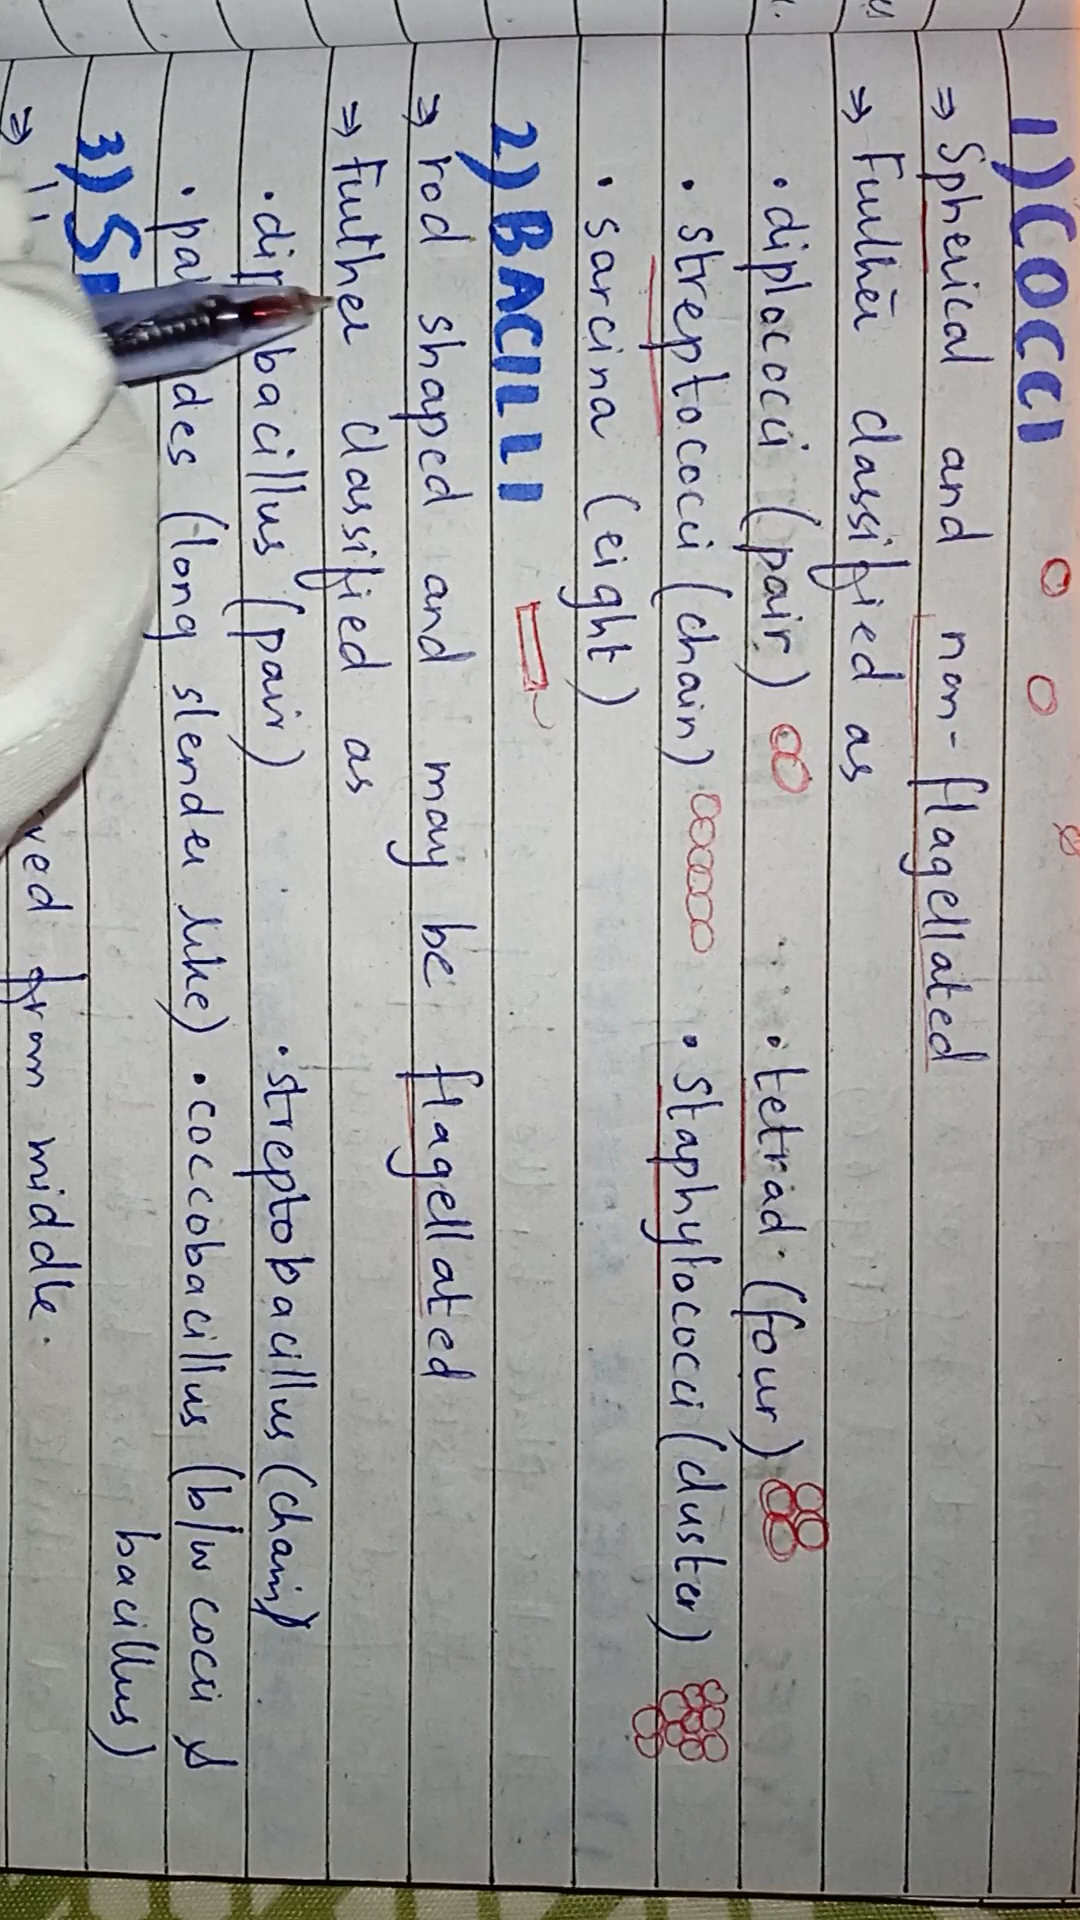 1) COCCI
⇒ Spherical and non-flagellated
⇒ Further classified as
• diplococci (pair) • tetrad (four)
• streptococci (chain) • staphylococci (cluster)
• sarcina (eight)
2) BACILLI
⇒ rod shaped and may be flagellated
⇒ Further classified as
• bacillus (pair) • streptobacillus (chain)
• (long slender like) • coccobacillus (b/w cocci &
bacillus)
3)
⇒ from middle.